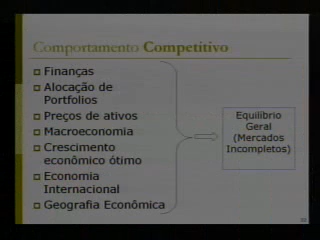 Comportamento Competitivo
Finanças
Alocação de
Portfolios
Preços de ativos
Macroeconomia
Crescimento
econômico ótimo
Economia
Internacional
Geografia Econômica
Equilíbrio
Geral
(Mercados
Incompletos)